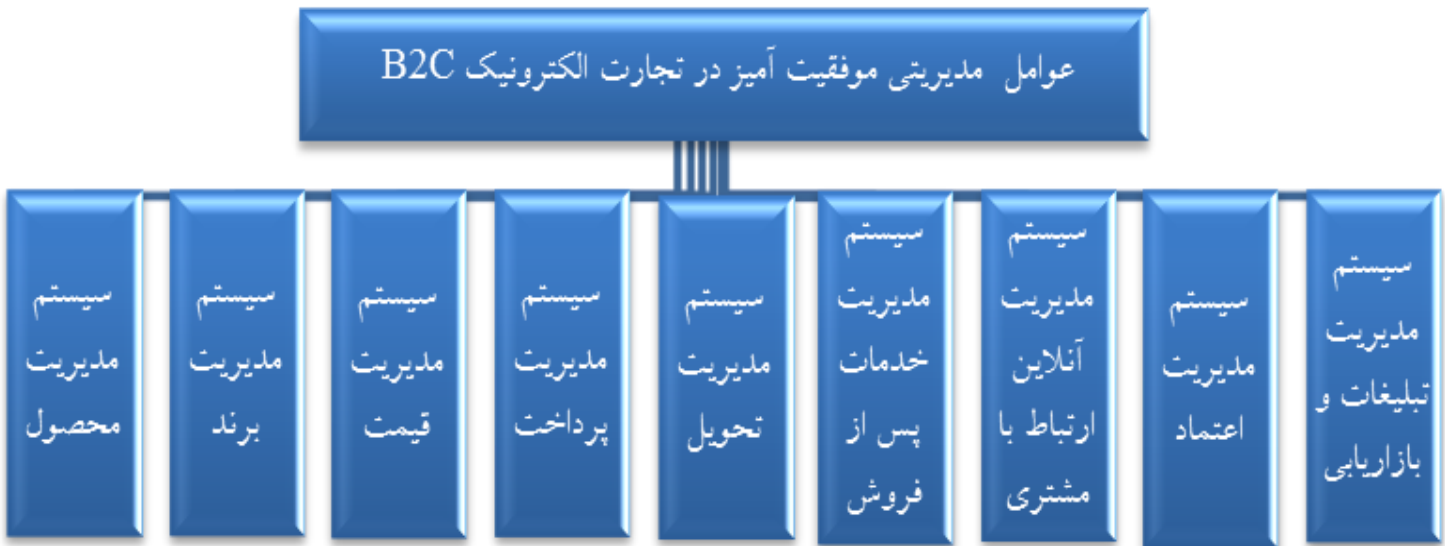 عوامل مدیریتی موفقیت آمیز در تجارت الکترونیک B2C
سیستم
مدیریت
تبلیغات و
بازاریابی
سیستم
مدیریت
اعتماد
سیستم
مدیریت
آنلاین
ارتباط با
مشتری
سیستم
مدیریت
خدمات
پس از
فروش
سیستم
مدیریت
تحویل
سیستم
مدیریت
پرداخت
سیستم
مدیریت
قیمت
سیستم
مدیریت
برند
سیستم
مدیریت
محصول